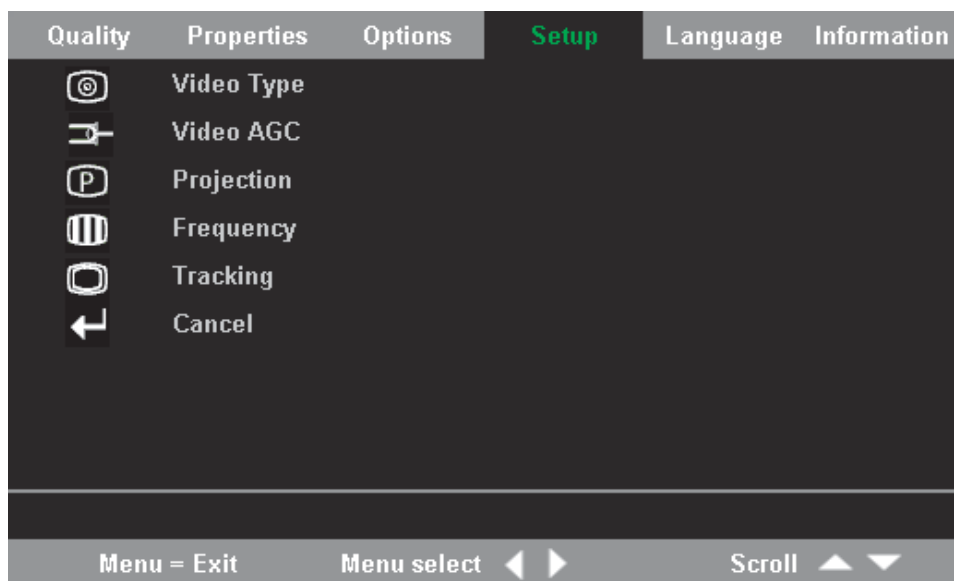 Quality Properties Options Setup Language Information
Video Type
Video AGC
P Projection
Frequency
Tracking
Cancel
Menu = Exit Menu select Scroll